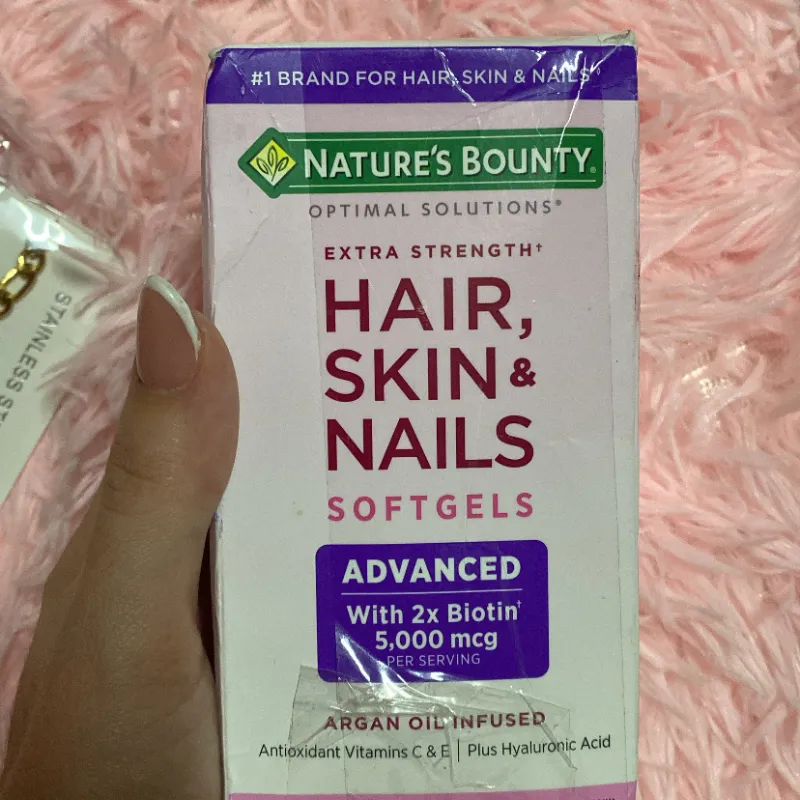 #1 BRAND FOR HAIR, SKIN & NAILS◊
NATURE'S BOUNTY®
OPTIMAL SOLUTIONS®
EXTRA STRENGTH†
HAIR,
SKIN &
NAILS
SOFTGELS
ADVANCED
With 2x Biotin†
5,000 mcg
PER SERVING
ARGAN OIL INFUSED
Antioxidant Vitamins C & E | Plus Hyaluronic Acid
STAINLESS